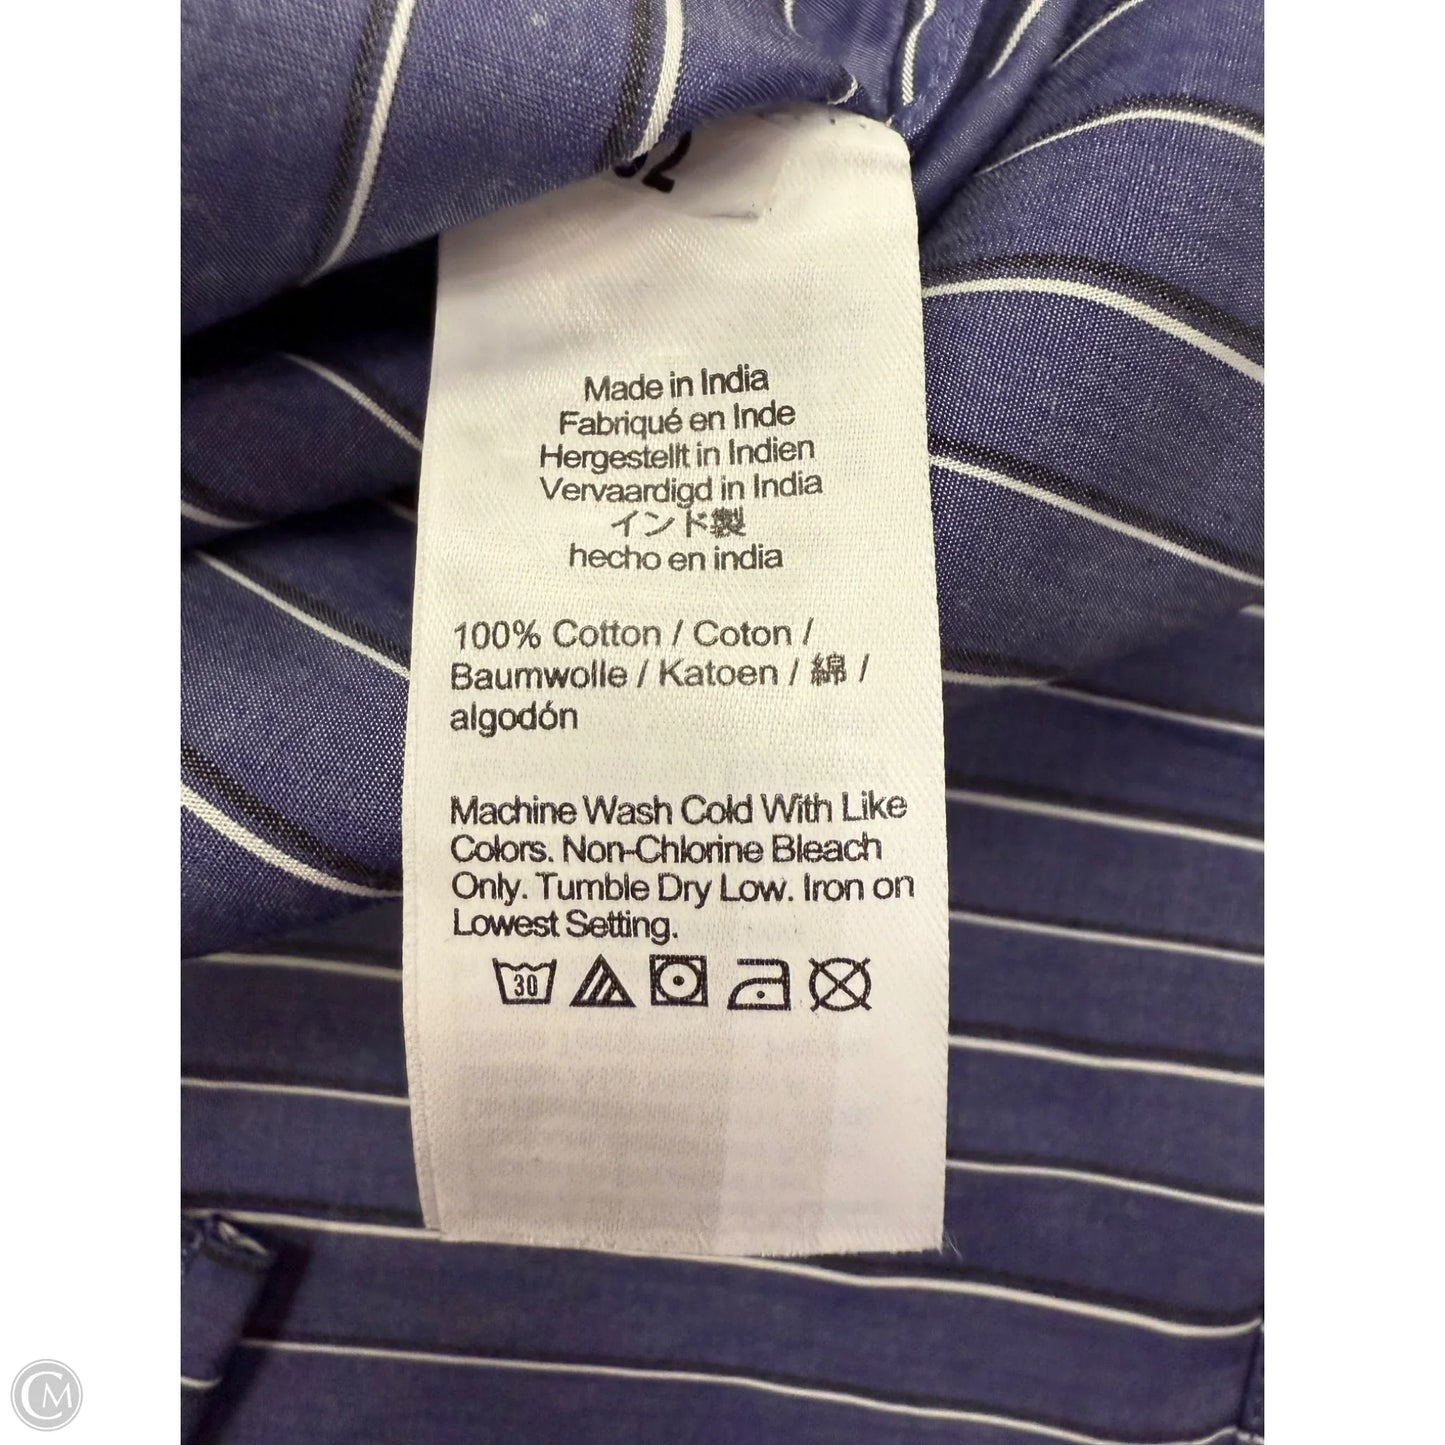 Made in India
Fabriqué en Inde
Hergestellt in Indien
Vervaardigd in India
インド製
hecho en india
100% Cotton / Coton /
Baumwolle / Katoen / 綿 /
algodón
Machine Wash Cold With Like
Colors. Non-Chlorine Bleach
Only. Tumble Dry Low. Iron on
Lowest Setting.
30
CM